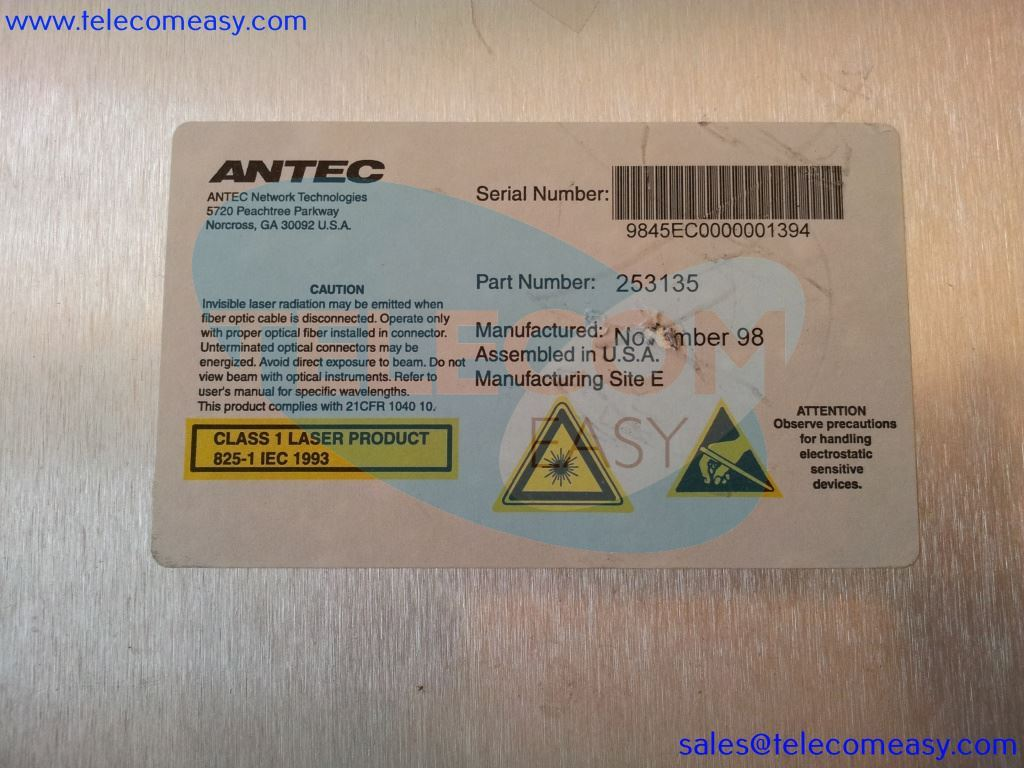 www.telecomeasy.com
ANTEC
ANTEC Network Technologies
5720 Peachtree Parkway
Norcross, GA 30092 U.S.A.
Serial Number:
9845EC0000001394
Part Number: 253135
Manufactured: November 98
Assembled in U.S.A.
Manufacturing Site E
CAUTION
Invisible laser radiation may be emitted when
fiber optic cable is disconnected. Operate only
with proper optical fiber installed in connector.
Unterminated optical connectors may be
energized. Avoid direct exposure to beam. Do not
view beam with optical instruments. Refer to
user's manual for specific wavelengths.
This product complies with 21CFR 1040 10.
CLASS 1 LASER PRODUCT
825-1 IEC 1993
TELECOM
EASY
ATTENTION
Observe precautions
for handling
electrostatic
sensitive
devices.
sales@telecomeasy.com